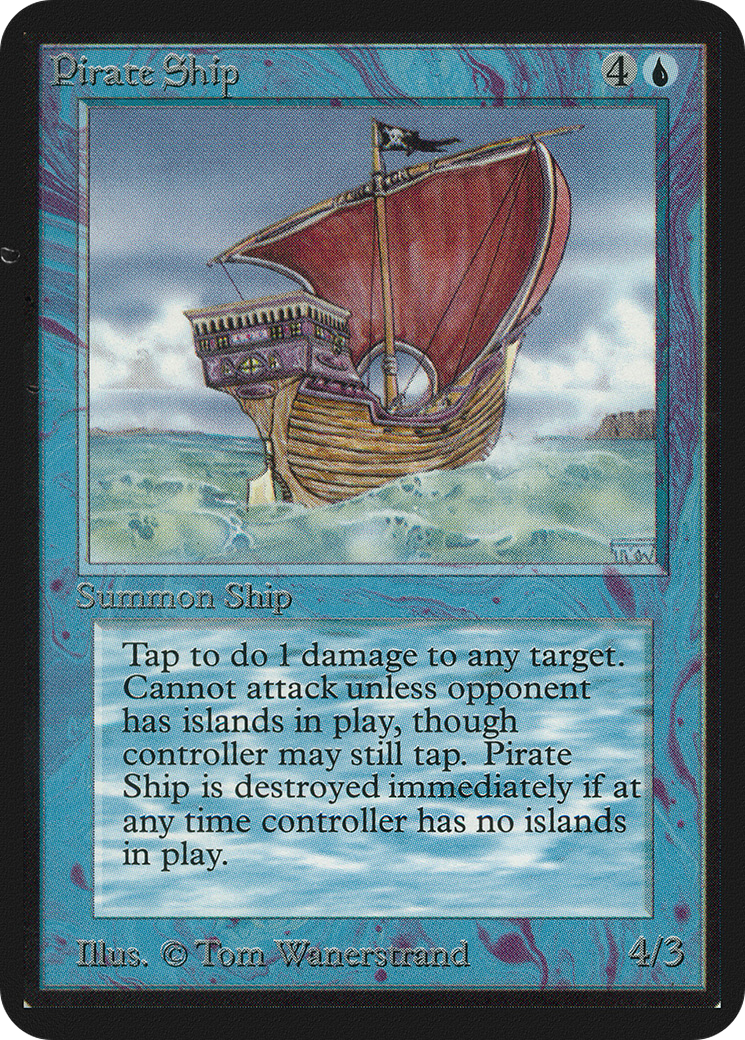 Pirate Ship 4
Summon Ship
Tap to do 1 damage to any target.
Cannot attack unless opponent
has islands in play, though
controller may still tap. Pirate
Ship is destroyed immediately if at
any time controller has no islands
in play.
Illus. © Tom Wanerstrand 4/3